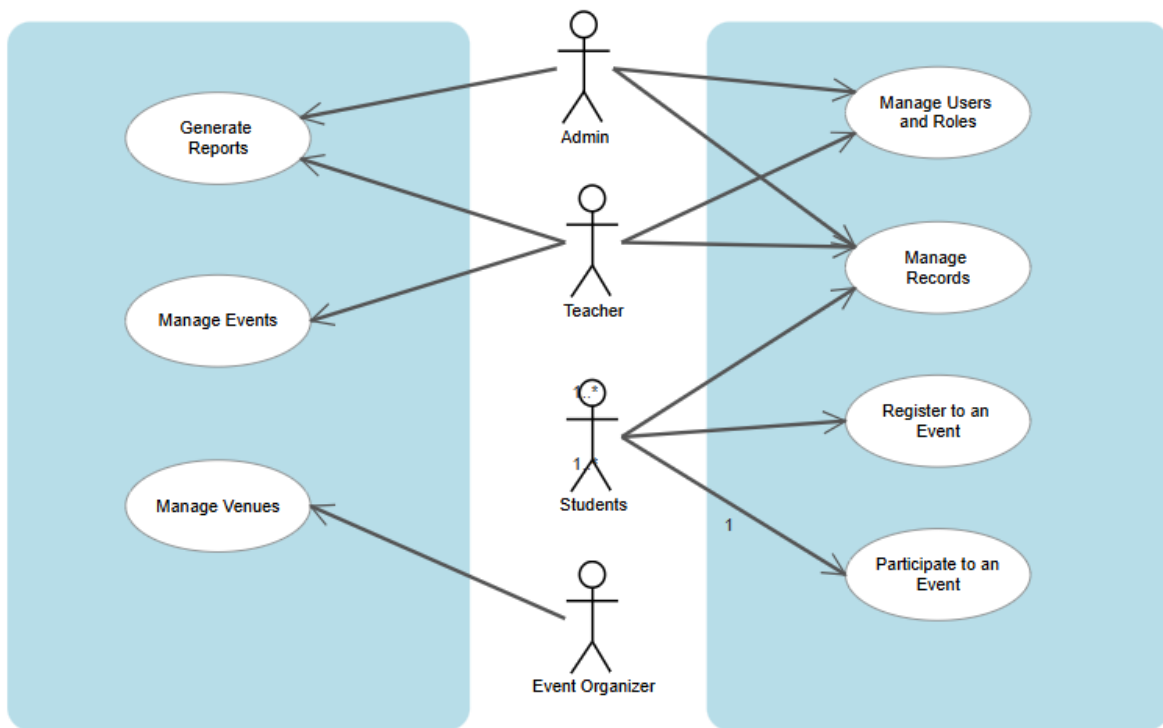 Admin
Generate
Reports
Manage Users
and Roles
Teacher
Manage
Records
Manage Events
1..*
1..*
Students
Register to an
Event
Manage Venues
1
Participate to an
Event
Event Organizer